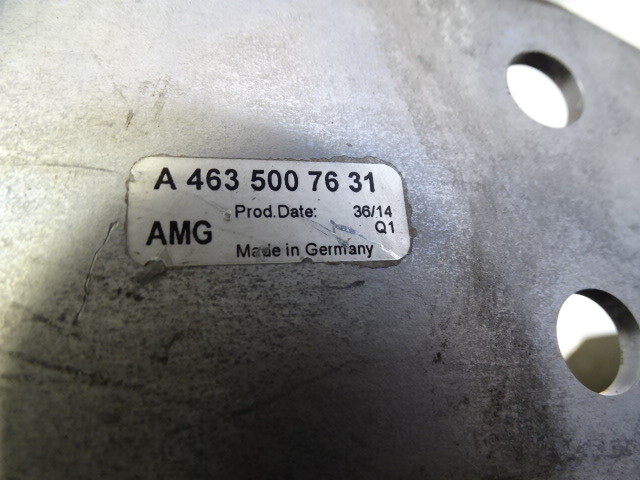 A 463 500 76 31
Prod.Date: 36/14
AMG Q1
Made in Germany